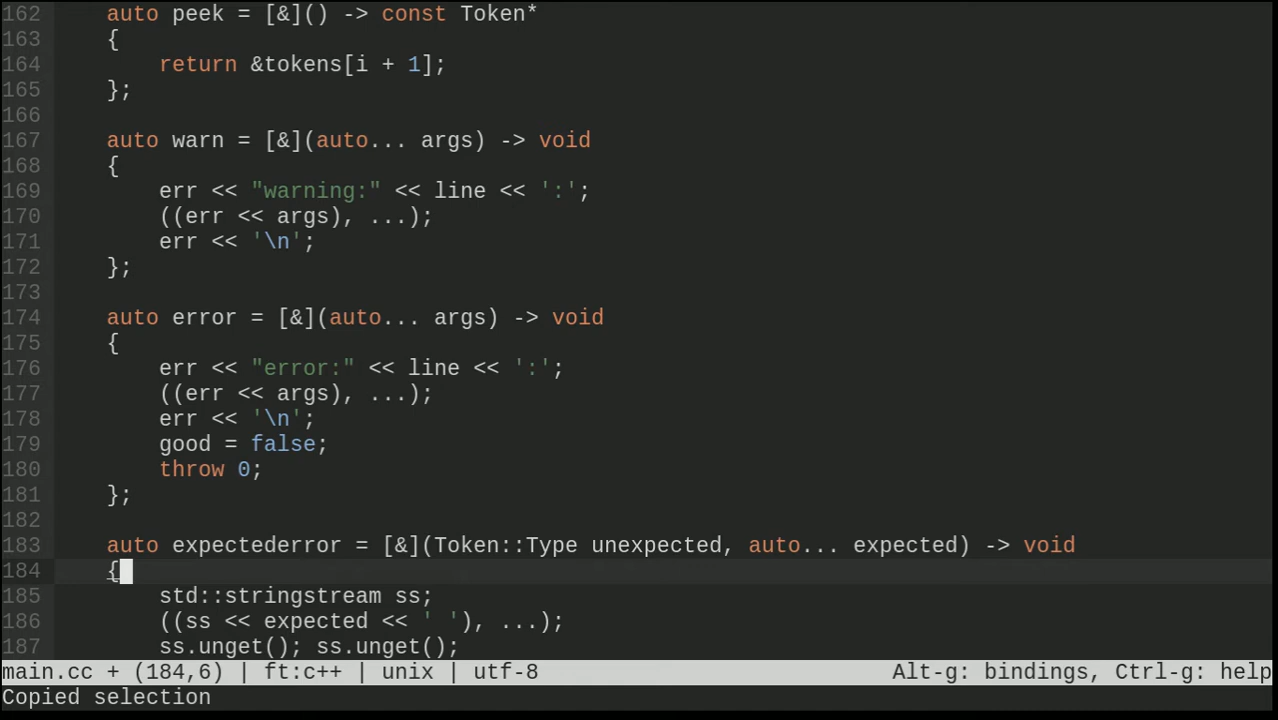 162     auto peek = [&]() -> const Token*
163     {
164         return &tokens[i + 1];
165     };
166
167     auto warn = [&](auto... args) -> void
168     {
169         err << "warning:" << line << ':';
170         ((err << args), ...);
171         err << '\n';
172     };
173
174     auto error = [&](auto... args) -> void
175     {
176         err << "error:" << line << ':';
177         ((err << args), ...);
178         err << '\n';
179         good = false;
180         throw 0;
181     };
182
183     auto expectederror = [&](Token::Type unexpected, auto... expected) -> void
184     {
185         std::stringstream ss;
186         ((ss << expected << ' '), ...);
187         ss.unget(); ss.unget();
main.cc + (184,6) | ft:c++ | unix | utf-8 Alt-g: bindings, Ctrl-g: help
Copied selection